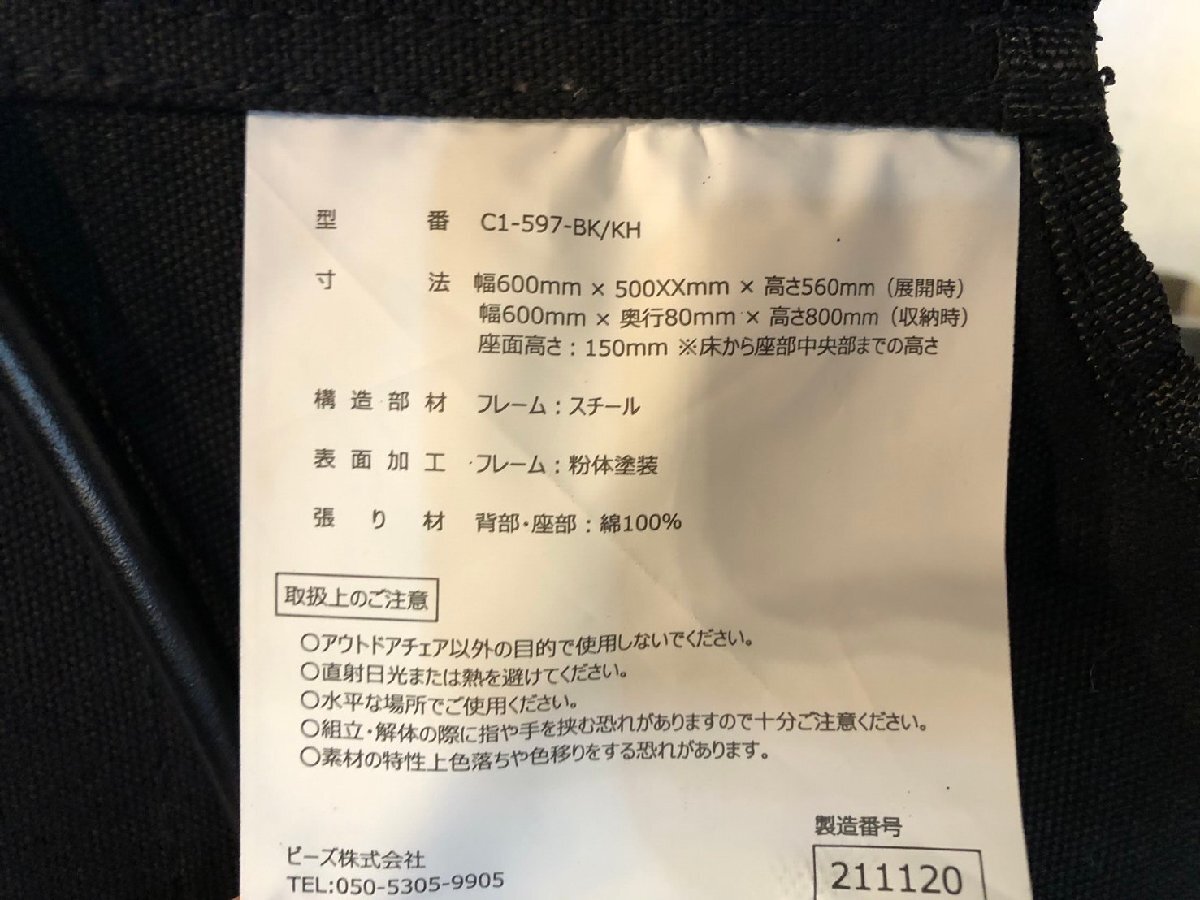 型番 C1-597-BK/KH
寸法 幅600mm × 500XXmm × 高さ560mm（展開時）
幅600mm × 奥行80mm × 高さ800mm（収納時）
座面高さ：150mm ※床から座部中央部までの高さ
構造部材 フレーム：スチール
表面加工 フレーム：粉体塗装
張り材 背部・座部：綿100%
取扱上のご注意
○アウトドアチェア以外の目的で使用しないでください。
○直射日光または熱を避けてください。
○水平な場所でご使用ください。
○組立・解体の際に指や手を挟む恐れがありますので十分ご注意ください。
○素材の特性上色落ちや色移りをする恐れがあります。
製造番号
ビーズ株式会社
TEL:050-5305-9905
211120